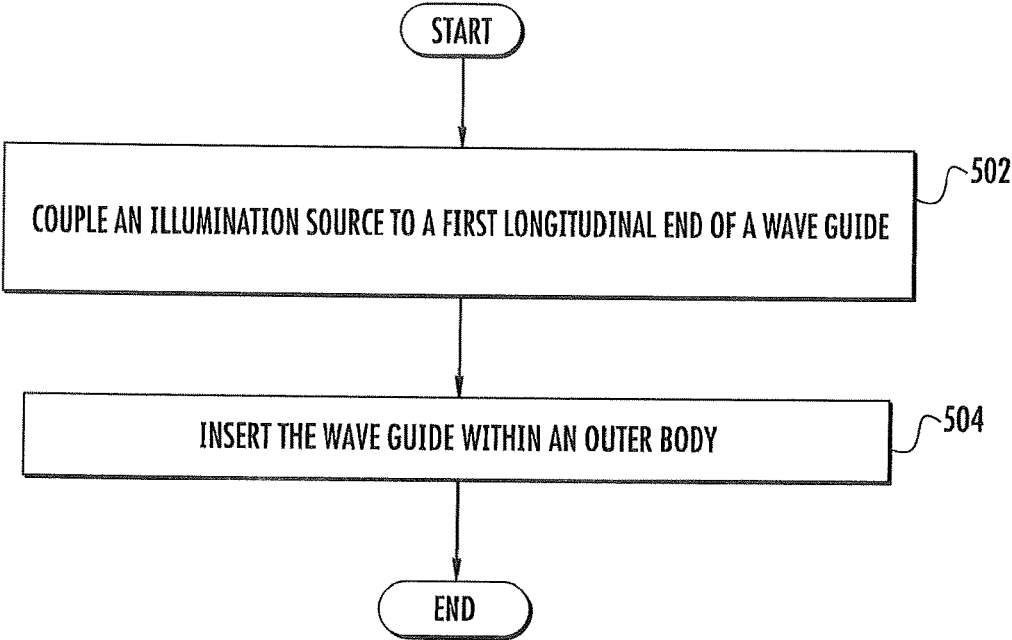 START
COUPLE AN ILLUMINATION SOURCE TO A FIRST LONGITUDINAL END OF A WAVE GUIDE
502
INSERT THE WAVE GUIDE WITHIN AN OUTER BODY
504
END